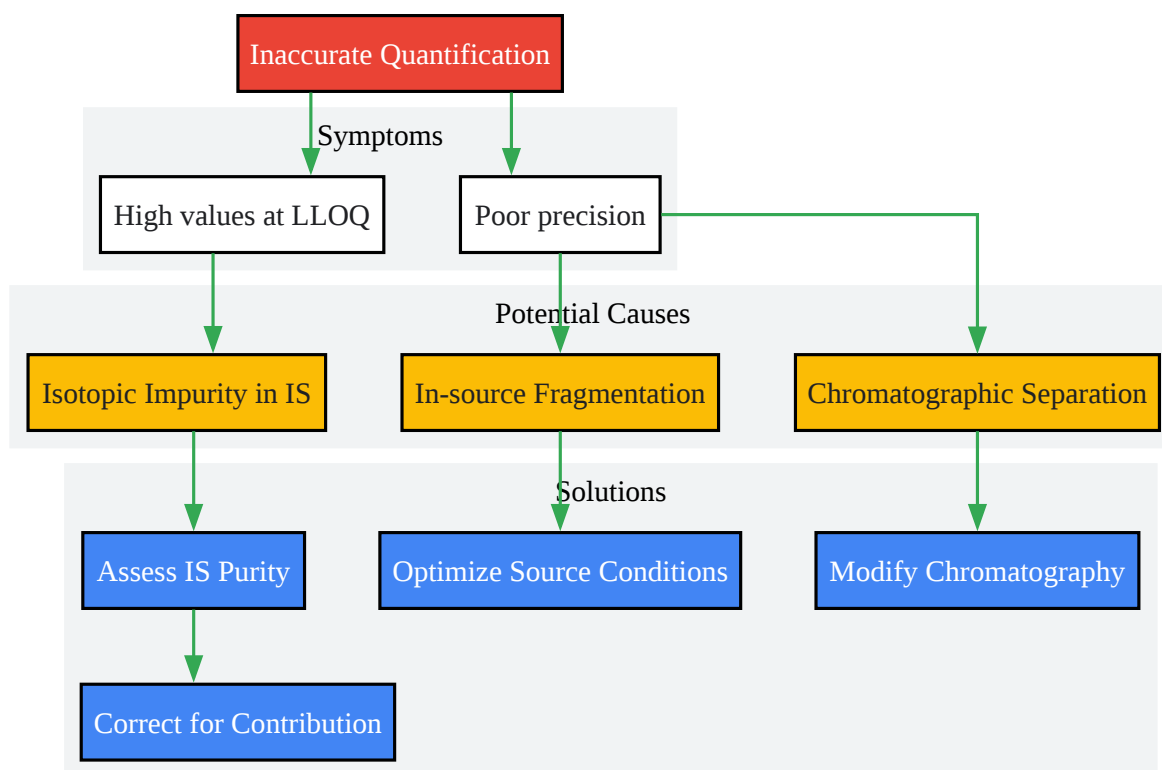 Inaccurate Quantification
Symptoms
High values at LLOQ
Poor precision
Potential Causes
Isotopic Impurity in IS
In-source Fragmentation
Chromatographic Separation
Solutions
Assess IS Purity
Optimize Source Conditions
Modify Chromatography
Correct for Contribution